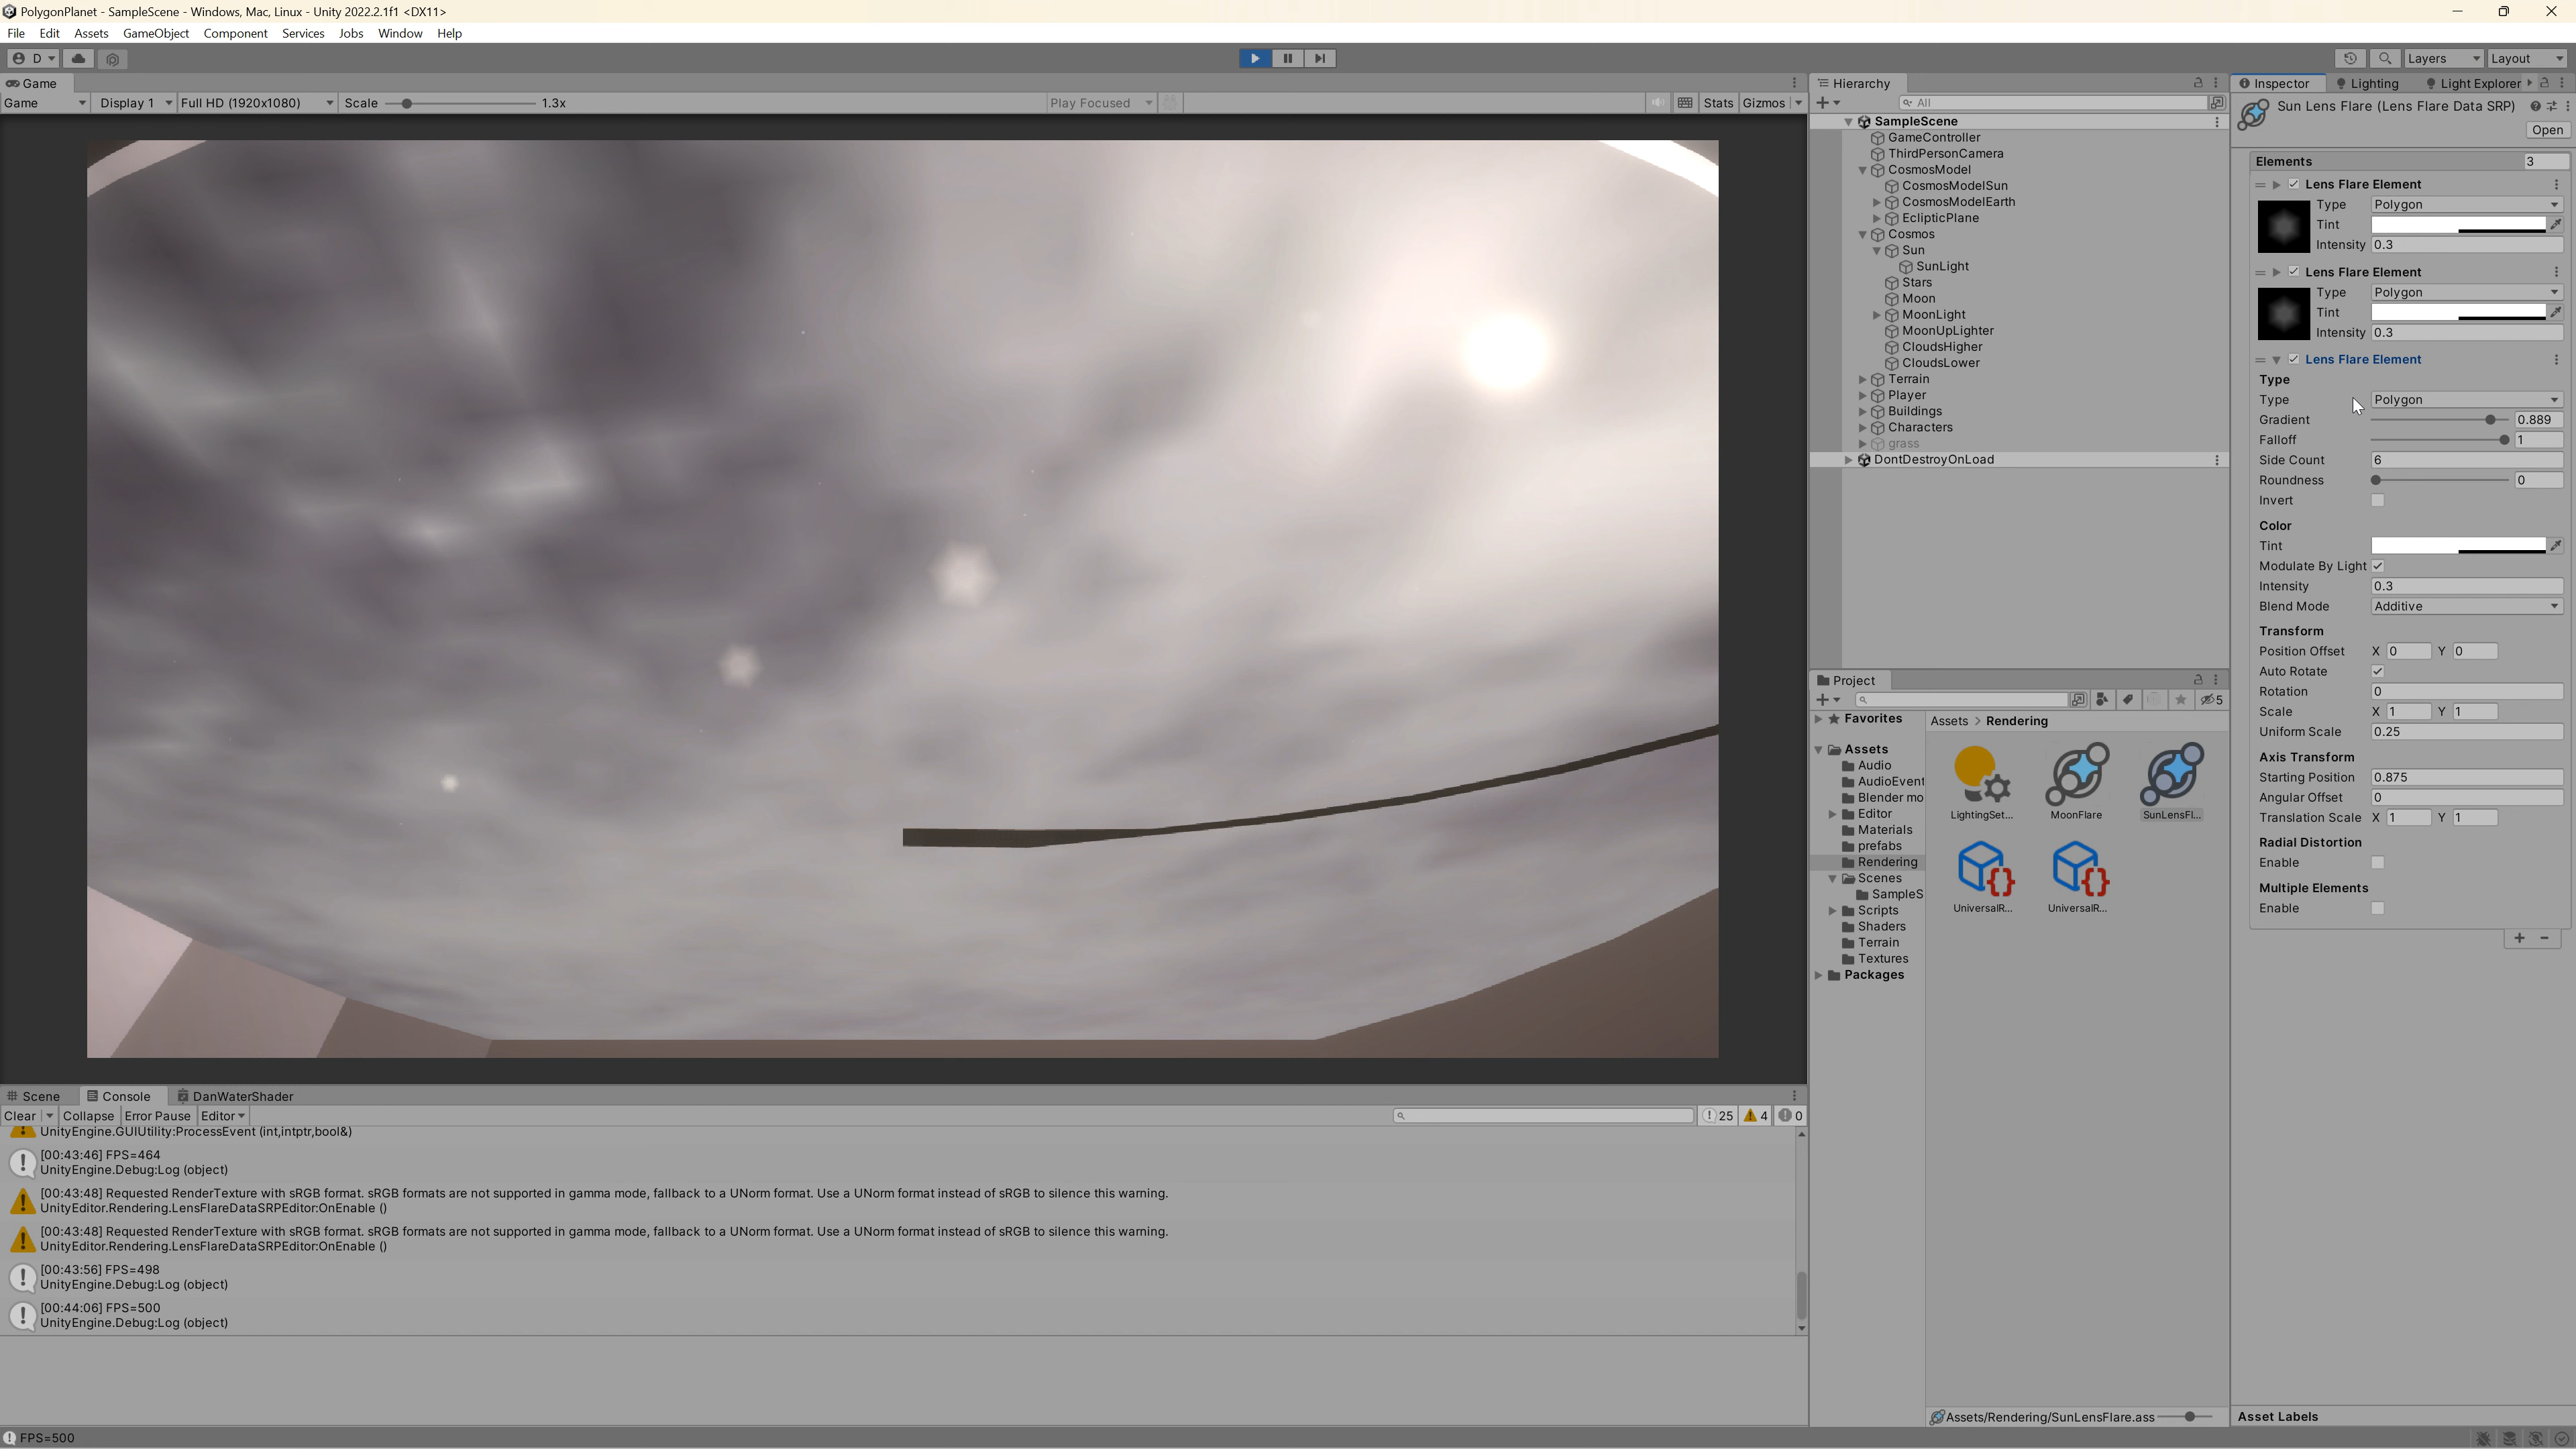 PolygonPlanet - SampleScene - Windows, Mac, Linux - Unity 2022.2.1f1 <DX11>
File Edit Assets GameObject Component Services Jobs Window Help
D Layers Layout
Game
Game Display 1 Full HD (1920x1080) Scale 1.3x Play Focused Stats Gizmos
Hierarchy
All
SampleScene
GameController
ThirdPersonCamera
CosmosModel
CosmosModelSun
CosmosModelEarth
EclipticPlane
Cosmos
Sun
SunLight
Stars
Moon
MoonLight
MoonUpLighter
CloudsHigher
CloudsLower
Terrain
Player
Buildings
Characters
grass
DontDestroyOnLoad
Project
5
Favorites
Assets
Audio
AudioEvent
Blender mo
Editor
Materials
prefabs
Rendering
Scenes
SampleS
Scripts
Shaders
Terrain
Textures
Packages
Assets > Rendering
LightingSet... MoonFlare SunLensFl...
UniversalR... UniversalR...
Assets/Rendering/SunLensFlare.ass
Inspector Lighting Light Explorer
Sun Lens Flare (Lens Flare Data SRP)
Open
Elements 3
Lens Flare Element
Type Polygon
Tint
Intensity 0.3
Lens Flare Element
Type Polygon
Tint
Intensity 0.3
Lens Flare Element
Type
Type Polygon
Gradient 0.889
Falloff 1
Side Count 6
Roundness 0
Invert
Color
Tint
Modulate By Light
Intensity 0.3
Blend Mode Additive
Transform
Position Offset X 0 Y 0
Auto Rotate
Rotation 0
Scale X 1 Y 1
Uniform Scale 0.25
Axis Transform
Starting Position 0.875
Angular Offset 0
Translation Scale X 1 Y 1
Radial Distortion
Enable
Multiple Elements
Enable
Asset Labels
Scene Console DanWaterShader
Clear Collapse Error Pause Editor 25 4 0
UnityEngine.GUIUtility:ProcessEvent (int,intptr,bool&)
[00:43:46] FPS=464
UnityEngine.Debug:Log (object)
[00:43:48] Requested RenderTexture with sRGB format. sRGB formats are not supported in gamma mode, fallback to a UNorm format. Use a UNorm format instead of sRGB to silence this warning.
UnityEditor.Rendering.LensFlareDataSRPEditor:OnEnable ()
[00:43:48] Requested RenderTexture with sRGB format. sRGB formats are not supported in gamma mode, fallback to a UNorm format. Use a UNorm format instead of sRGB to silence this warning.
UnityEditor.Rendering.LensFlareDataSRPEditor:OnEnable ()
[00:43:56] FPS=498
UnityEngine.Debug:Log (object)
[00:44:06] FPS=500
UnityEngine.Debug:Log (object)
FPS=500